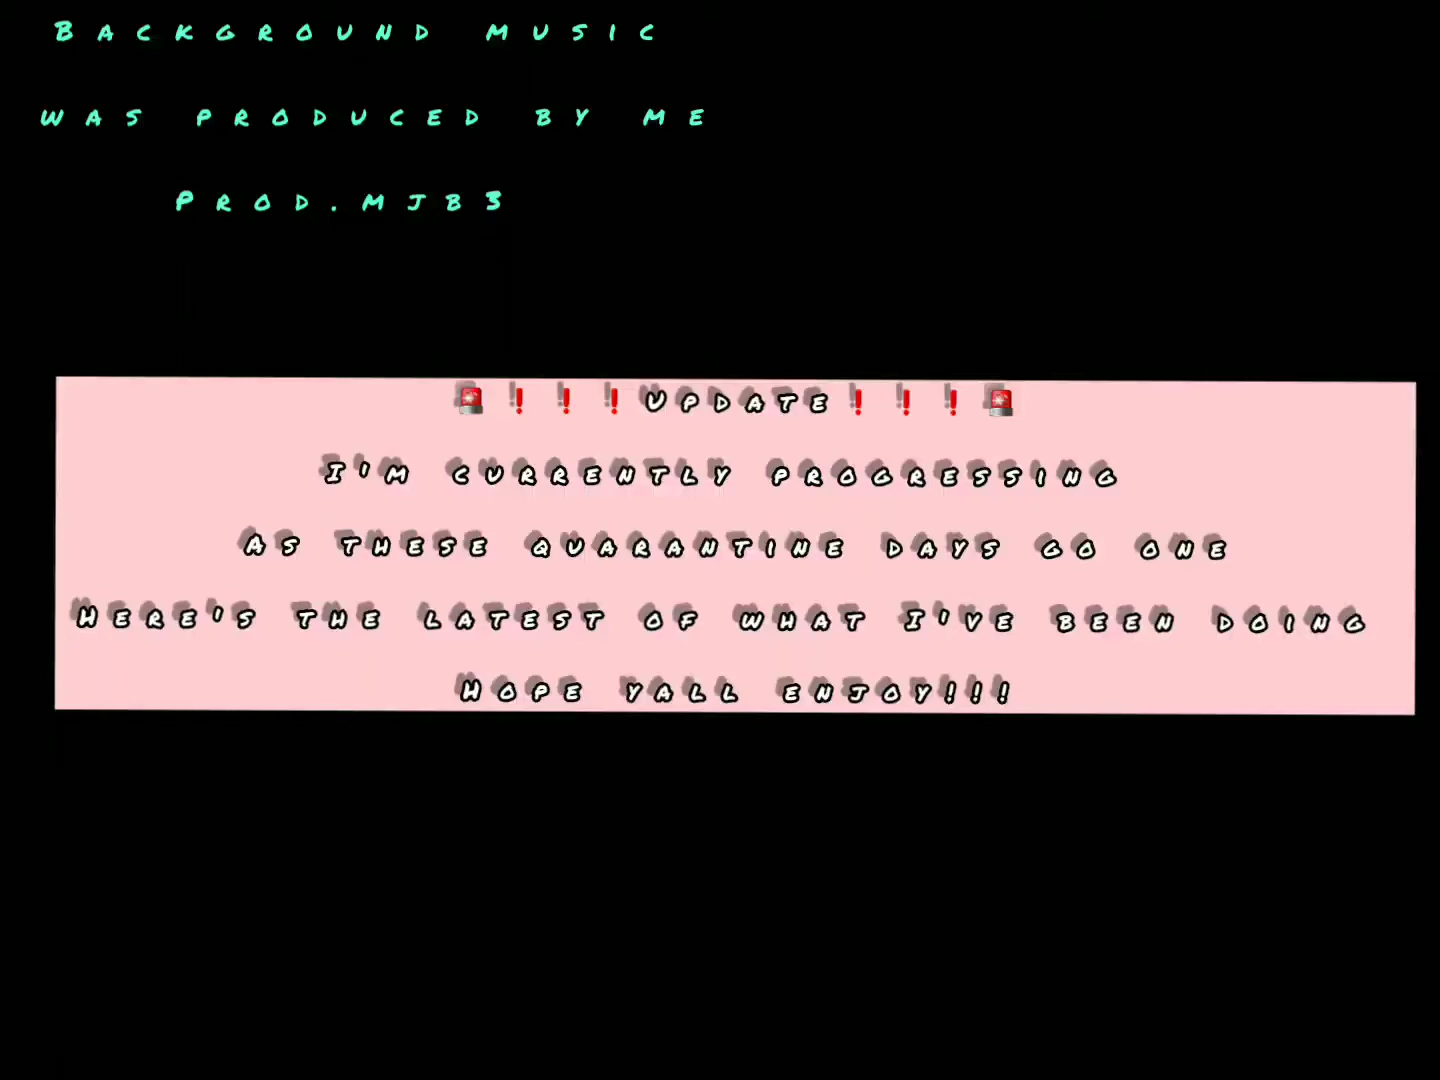 Background music
was produced by me
Prod.mjb3
🚨❗❗❗Update❗❗❗🚨
I'm currently progressing
As these quarantine days go one
Here's the latest of what I've been doing
Hope yall enjoy!!!